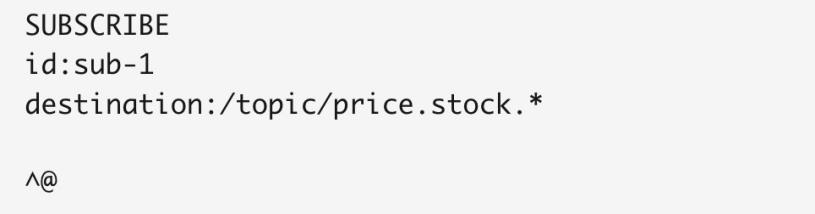 SUBSCRIBE
id:sub-1
destination:/topic/price.stock.*

^@